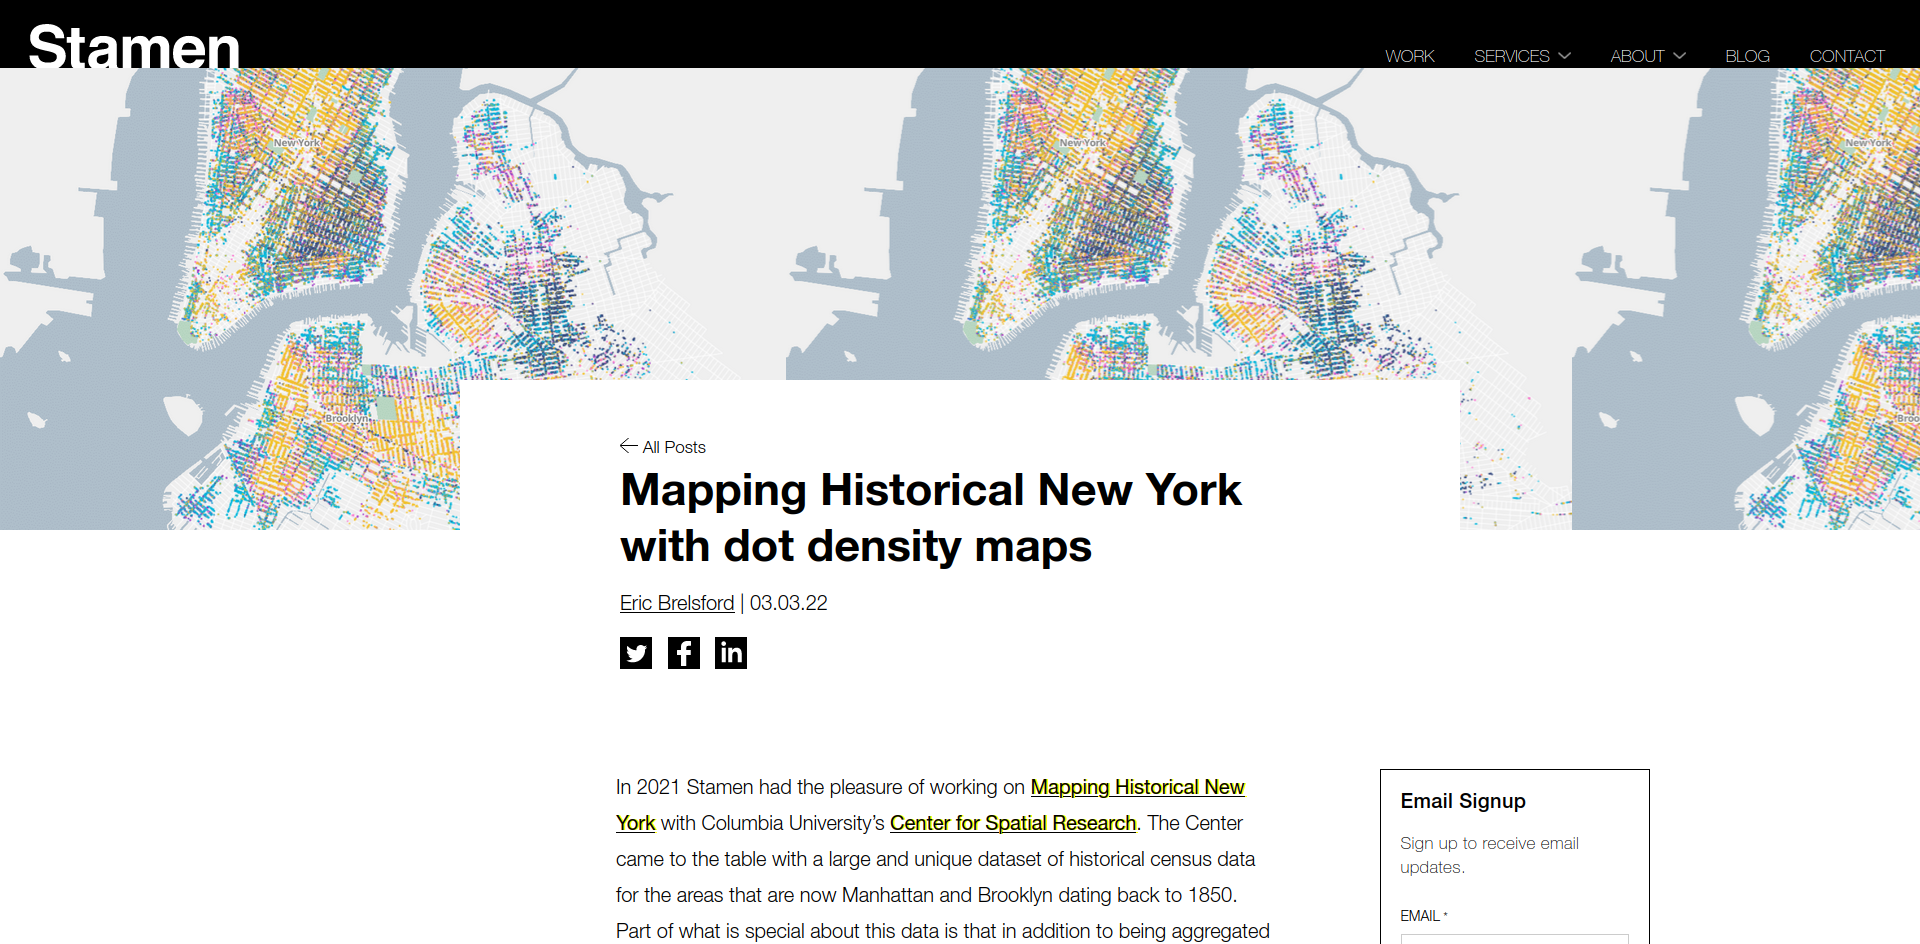 Stamen
WORK SERVICES ABOUT BLOG CONTACT
New York New York New York
Brooklyn Broo
All Posts
Mapping Historical New York
with dot density maps
Eric Brelsford | 03.03.22
In 2021 Stamen had the pleasure of working on Mapping Historical New
York with Columbia University’s Center for Spatial Research. The Center
came to the table with a large and unique dataset of historical census data
for the areas that are now Manhattan and Brooklyn dating back to 1850.
Part of what is special about this data is that in addition to being aggregated
Email Signup
Sign up to receive email
updates.
EMAIL *